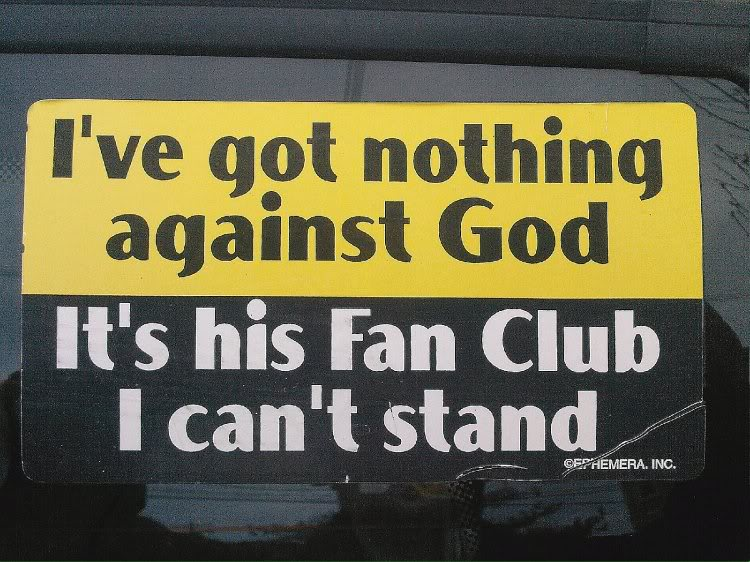 I've got nothing
against God
It's his Fan Club
I can't stand
©EPHEMERA. INC.